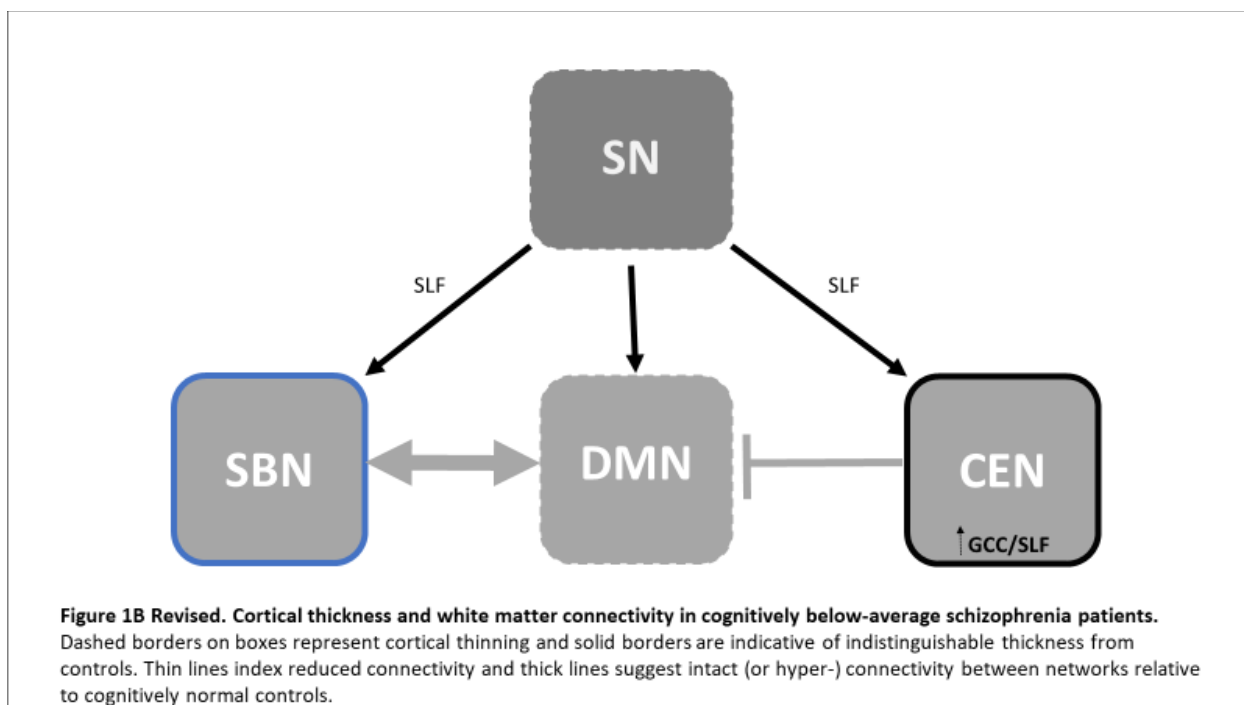 SN
SLF
SLF
SBN
DMN
CEN
GCC/SLF
Figure 1B Revised. Cortical thickness and white matter connectivity in cognitively below-average schizophrenia patients.
Dashed borders on boxes represent cortical thinning and solid borders are indicative of indistinguishable thickness from
controls. Thin lines index reduced connectivity and thick lines suggest intact (or hyper-) connectivity between networks relative
to cognitively normal controls.